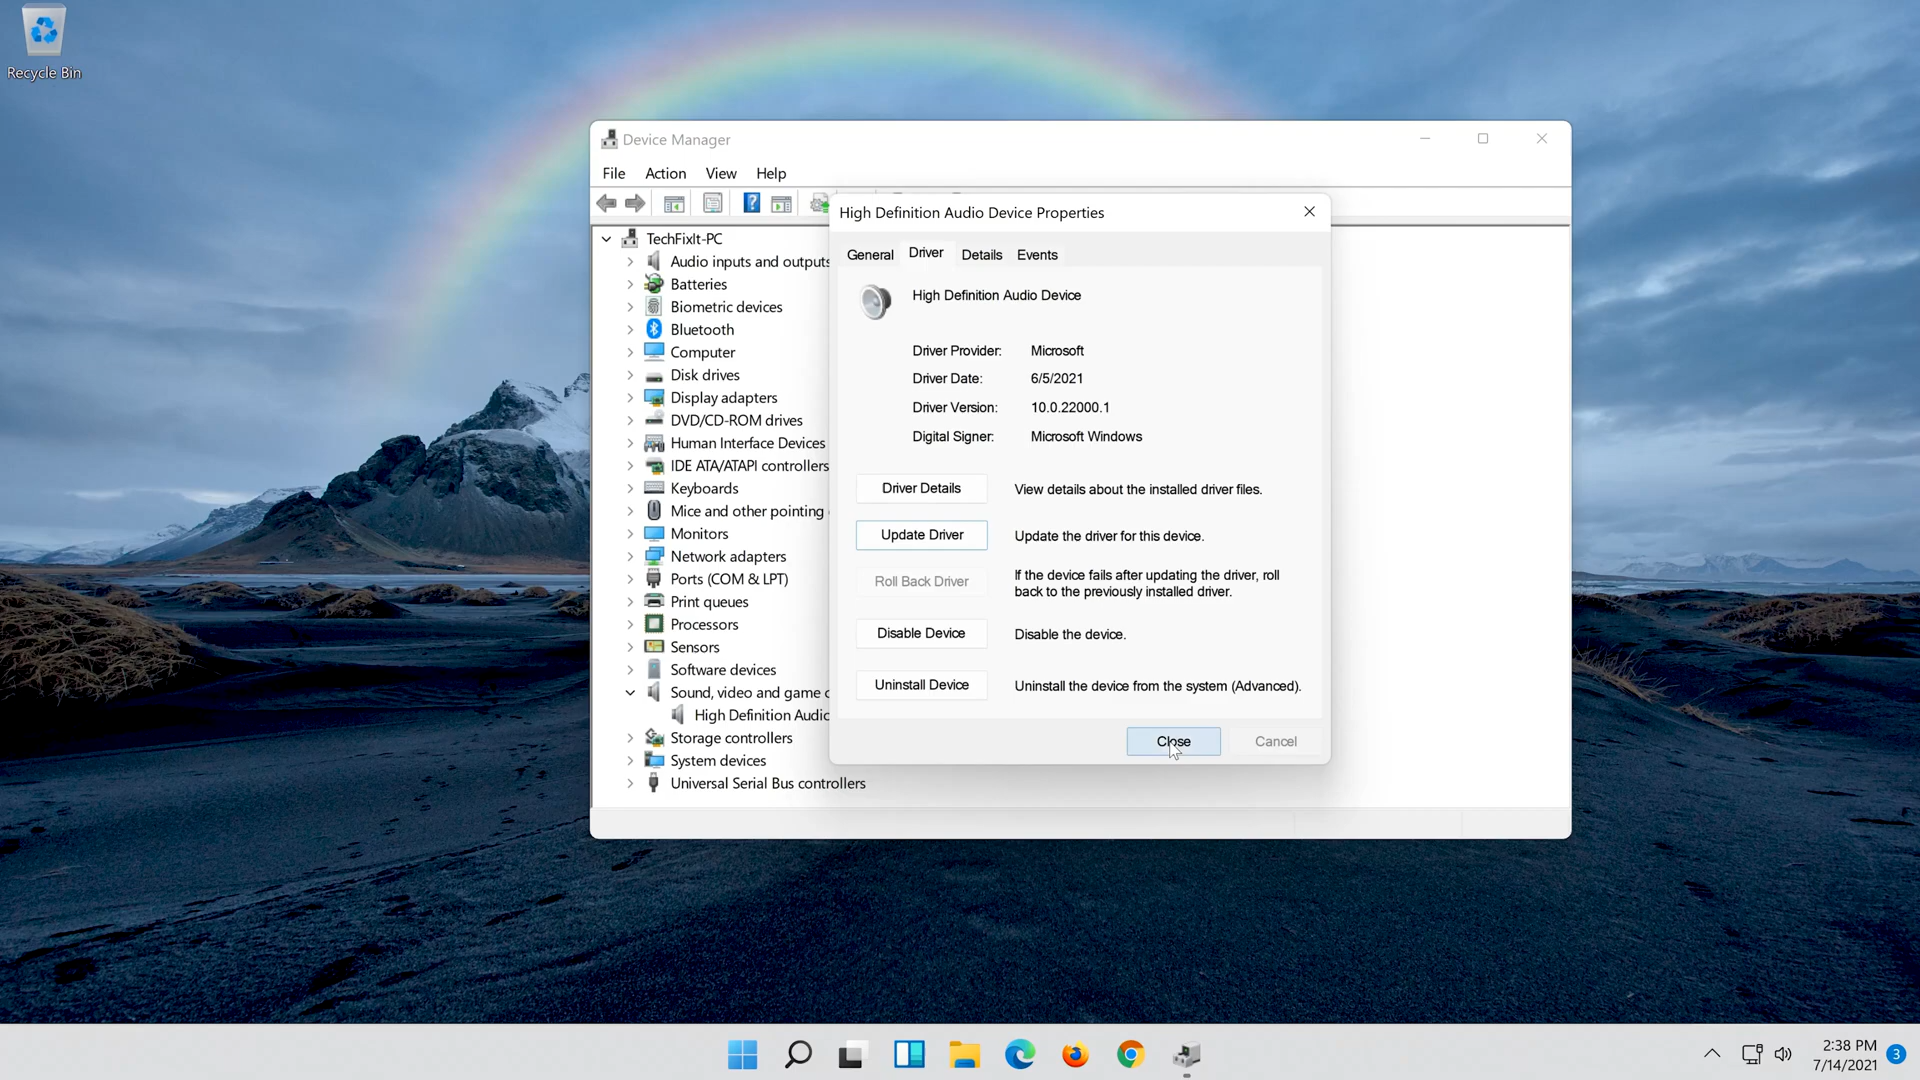 Recycle Bin
Device Manager
File Action View Help
TechFixIt-PC
Audio inputs and outputs
Batteries
Biometric devices
Bluetooth
Computer
Disk drives
Display adapters
DVD/CD-ROM drives
Human Interface Devices
IDE ATA/ATAPI controllers
Keyboards
Mice and other pointing
Monitors
Network adapters
Ports (COM & LPT)
Print queues
Processors
Sensors
Software devices
Sound, video and game
High Definition Audio
Storage controllers
System devices
Universal Serial Bus controllers
High Definition Audio Device Properties
General Driver Details Events
High Definition Audio Device
Driver Provider: Microsoft
Driver Date: 6/5/2021
Driver Version: 10.0.22000.1
Digital Signer: Microsoft Windows
Driver Details View details about the installed driver files.
Update Driver Update the driver for this device.
Roll Back Driver If the device fails after updating the driver, roll
back to the previously installed driver.
Disable Device Disable the device.
Uninstall Device Uninstall the device from the system (Advanced).
Close Cancel
2:38 PM
7/14/2021
3